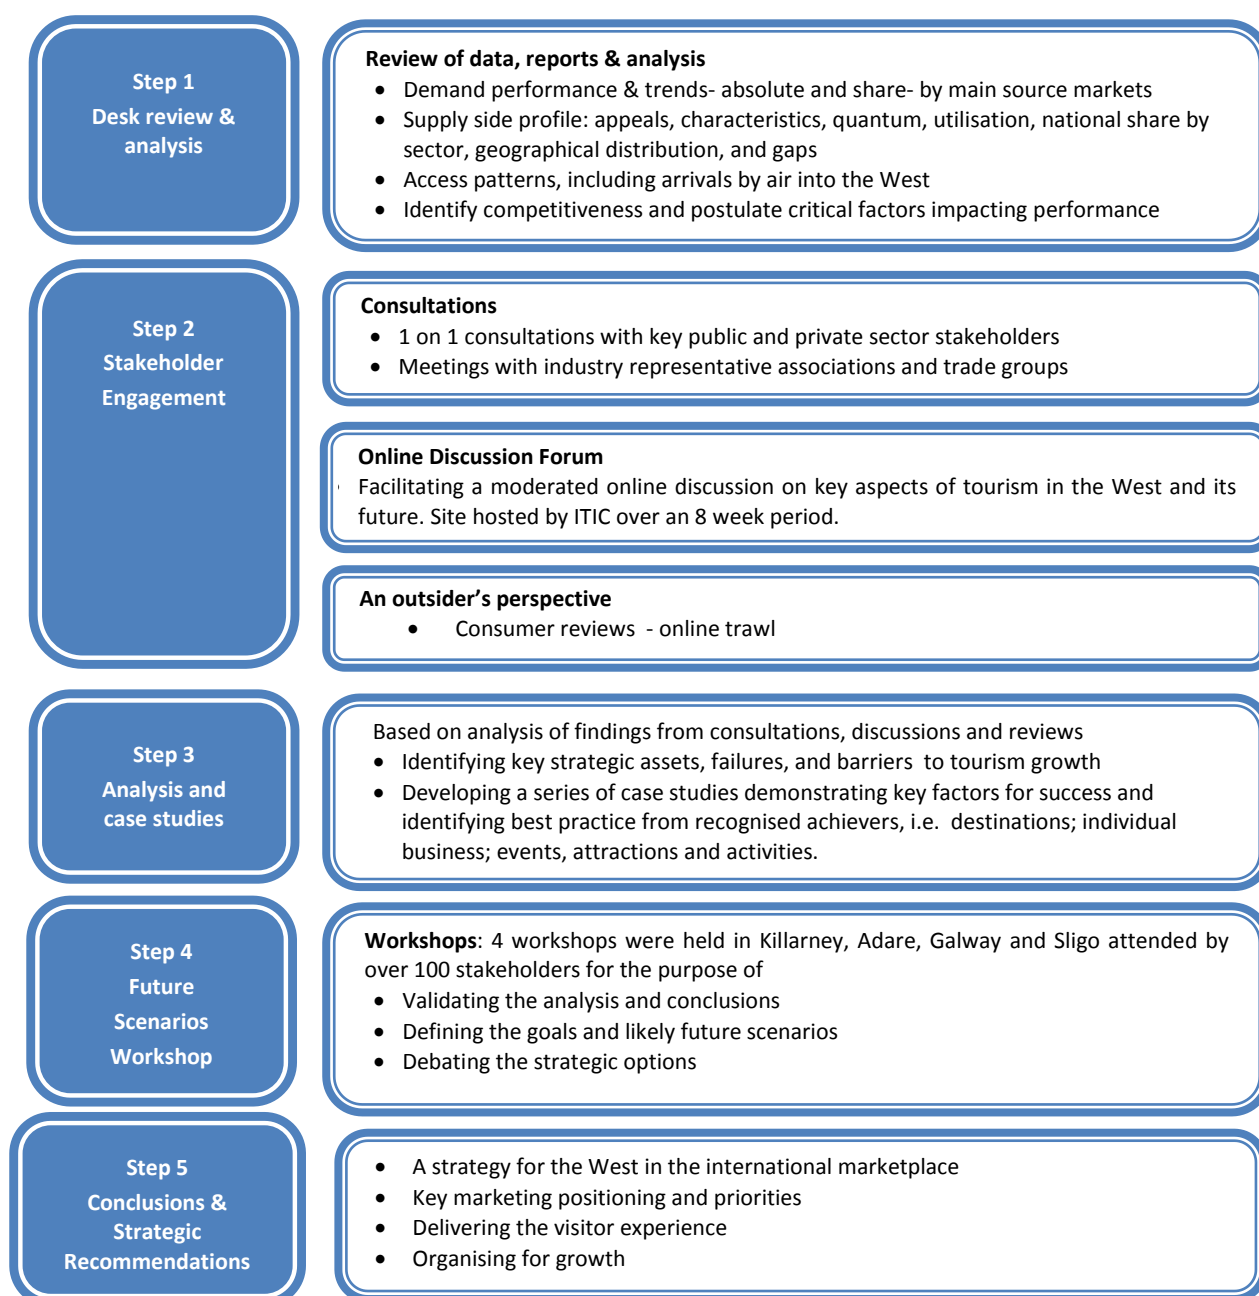 Step 1
Desk review &
analysis
Review of data, reports & analysis
• Demand performance & trends- absolute and share- by main source markets
• Supply side profile: appeals, characteristics, quantum, utilisation, national share by
sector, geographical distribution, and gaps
• Access patterns, including arrivals by air into the West
• Identify competitiveness and postulate critical factors impacting performance
Step 2
Stakeholder
Engagement
Consultations
• 1 on 1 consultations with key public and private sector stakeholders
• Meetings with industry representative associations and trade groups
Online Discussion Forum
Facilitating a moderated online discussion on key aspects of tourism in the West and its
future. Site hosted by ITIC over an 8 week period.
An outsider’s perspective
• Consumer reviews - online trawl
Step 3
Analysis and
case studies
Based on analysis of findings from consultations, discussions and reviews
• Identifying key strategic assets, failures, and barriers to tourism growth
• Developing a series of case studies demonstrating key factors for success and
identifying best practice from recognised achievers, i.e. destinations; individual
business; events, attractions and activities.
Step 4
Future
Scenarios
Workshop
Workshops: 4 workshops were held in Killarney, Adare, Galway and Sligo attended by
over 100 stakeholders for the purpose of
• Validating the analysis and conclusions
• Defining the goals and likely future scenarios
• Debating the strategic options
Step 5
Conclusions &
Strategic
Recommendations
• A strategy for the West in the international marketplace
• Key marketing positioning and priorities
• Delivering the visitor experience
• Organising for growth